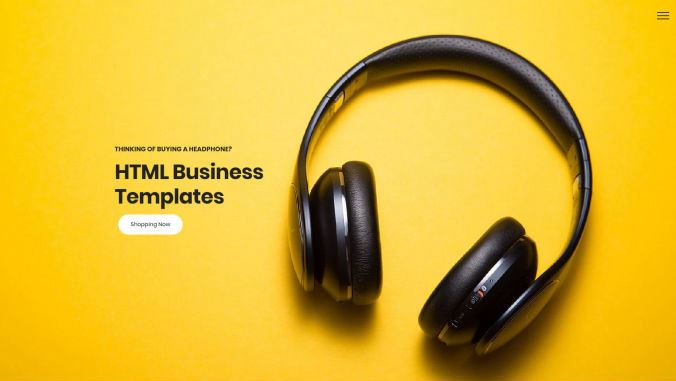 THINKING OF BUYING A HEADPHONE?
HTML Business
Templates
Shopping Now